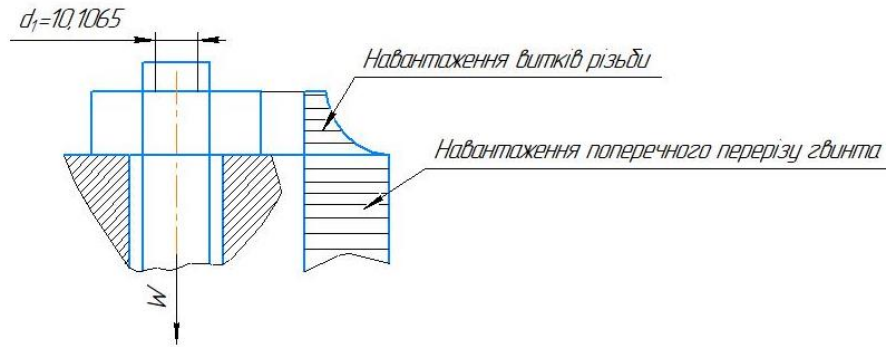 d₁=10,1065
Навантаження витків різьби
Навантаження поперечного перерізу гвинта
W